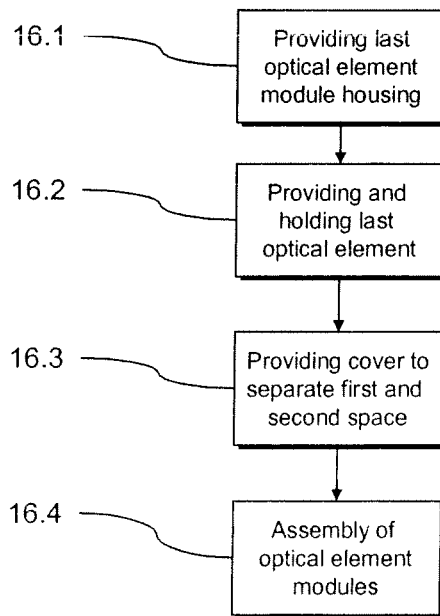 16.1
Providing last
optical element
module housing
16.2
Providing and
holding last
optical element
16.3
Providing cover to
separate first and
second space
16.4
Assembly of
optical element
modules